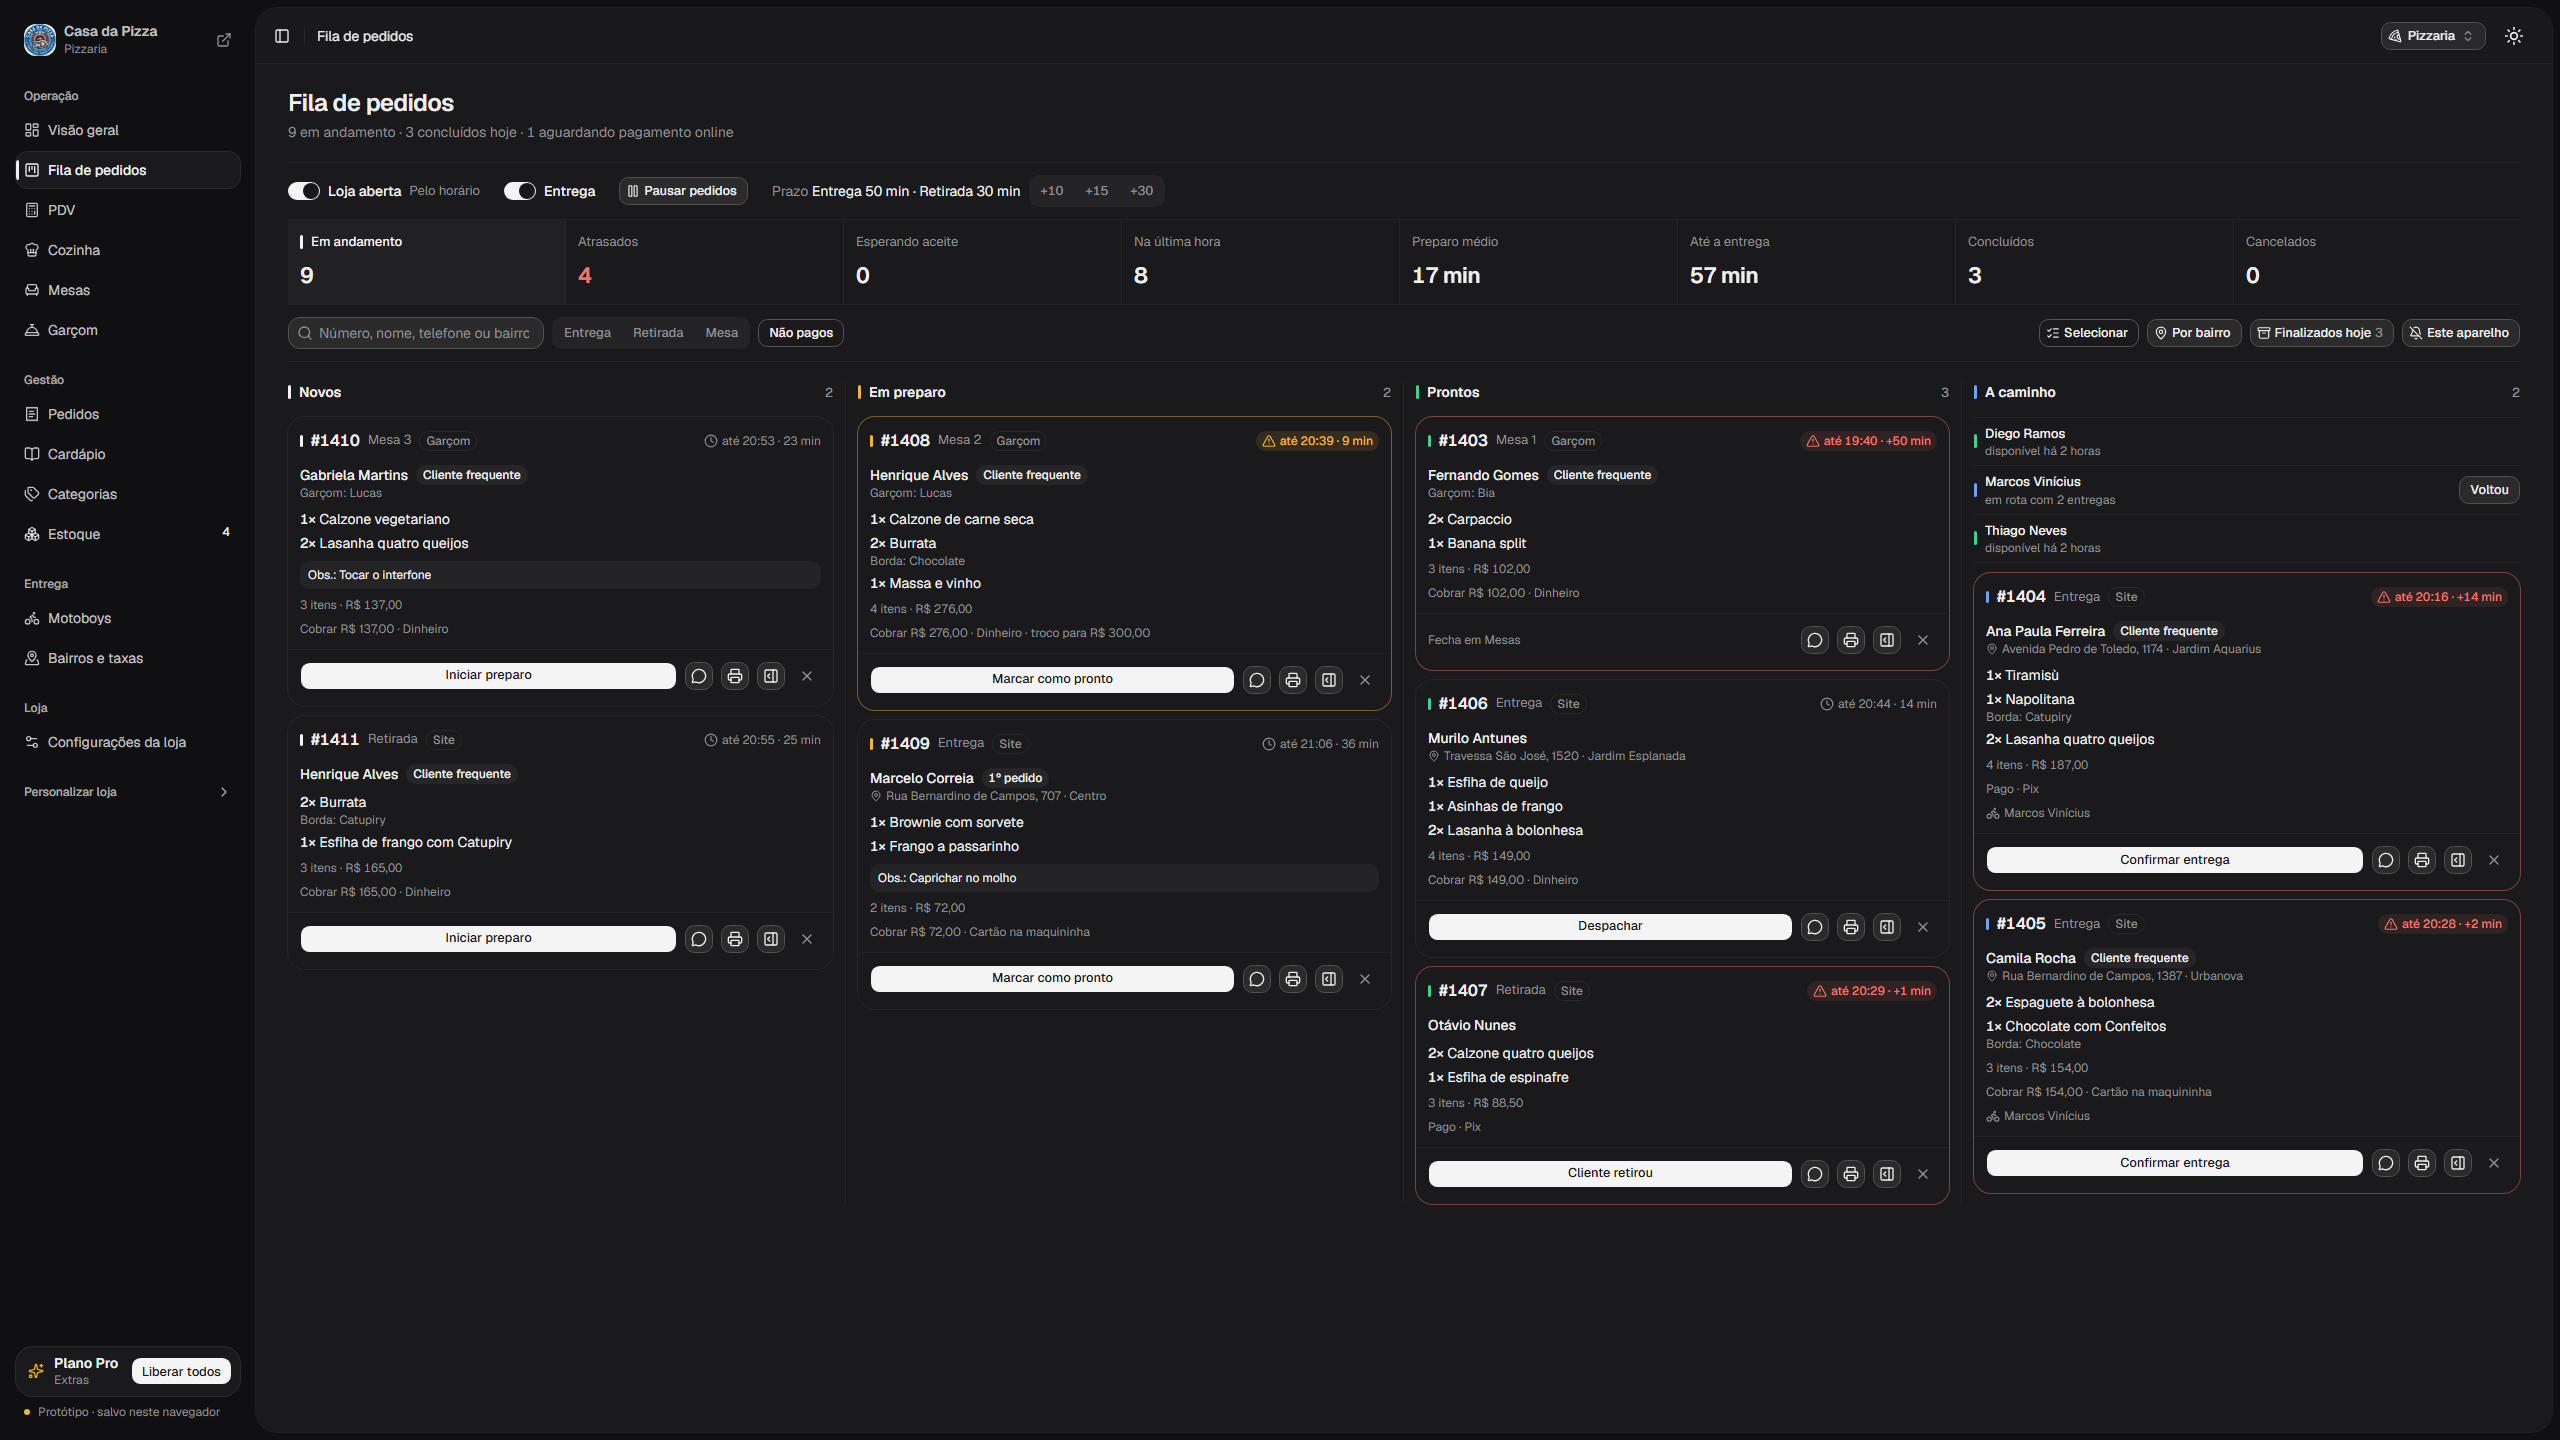 Casa da Pizza
Pizzaria
Operação
Visão geral
Fila de pedidos
PDV
Cozinha
Mesas
Garçom
Gestão
Pedidos
Cardápio
Categorias
Estoque 4
Entrega
Motoboys
Bairros e taxas
Loja
Configurações da loja
Personalizar loja
Plano Pro
Extras
Liberar todos
Protótipo · salvo neste navegador
Fila de pedidos
Pizzaria
Fila de pedidos
9 em andamento · 3 concluídos hoje · 1 aguardando pagamento online
Loja aberta Pelo horário Entrega Pausar pedidos Prazo Entrega 50 min · Retirada 30 min +10 +15 +30
Em andamento
9
Atrasados
4
Esperando aceite
0
Na última hora
8
Preparo médio
17 min
Até a entrega
57 min
Concluídos
3
Cancelados
0
Número, nome, telefone ou bairro
Entrega Retirada Mesa Não pagos
Selecionar Por bairro Finalizados hoje 3 Este aparelho
Novos 2
#1410 Mesa 3 Garçom até 20:53 · 23 min
Gabriela Martins Cliente frequente
Garçom: Lucas
1× Calzone vegetariano
2× Lasanha quatro queijos
Obs.: Tocar o interfone
3 itens · R$ 137,00
Cobrar R$ 137,00 · Dinheiro
Iniciar preparo
#1411 Retirada Site até 20:55 · 25 min
Henrique Alves Cliente frequente
2× Burrata
Borda: Catupiry
1× Esfiha de frango com Catupiry
3 itens · R$ 165,00
Cobrar R$ 165,00 · Dinheiro
Iniciar preparo
Em preparo 2
#1408 Mesa 2 Garçom até 20:39 · 9 min
Henrique Alves Cliente frequente
Garçom: Lucas
1× Calzone de carne seca
2× Burrata
Borda: Chocolate
1× Massa e vinho
4 itens · R$ 276,00
Cobrar R$ 276,00 · Dinheiro · troco para R$ 300,00
Marcar como pronto
#1409 Entrega Site até 21:06 · 36 min
Marcelo Correia 1º pedido
Rua Bernardino de Campos, 707 · Centro
1× Brownie com sorvete
1× Frango a passarinho
Obs.: Caprichar no molho
2 itens · R$ 72,00
Cobrar R$ 72,00 · Cartão na maquininha
Marcar como pronto
Prontos 3
#1403 Mesa 1 Garçom até 19:40 · +50 min
Fernando Gomes Cliente frequente
Garçom: Bia
2× Carpaccio
1× Banana split
3 itens · R$ 102,00
Cobrar R$ 102,00 · Dinheiro
Fecha em Mesas
#1406 Entrega Site até 20:44 · 14 min
Murilo Antunes
Travessa São José, 1520 · Jardim Esplanada
1× Esfiha de queijo
1× Asinhas de frango
2× Lasanha à bolonhesa
4 itens · R$ 149,00
Cobrar R$ 149,00 · Dinheiro
Despachar
#1407 Retirada Site até 20:29 · +1 min
Otávio Nunes
2× Calzone quatro queijos
1× Esfiha de espinafre
3 itens · R$ 88,50
Pago · Pix
Cliente retirou
A caminho 2
Diego Ramos
disponível há 2 horas
Marcos Vinícius
em rota com 2 entregas
Voltou
Thiago Neves
disponível há 2 horas
#1404 Entrega Site até 20:16 · +14 min
Ana Paula Ferreira Cliente frequente
Avenida Pedro de Toledo, 1174 · Jardim Aquarius
1× Tiramisù
1× Napolitana
Borda: Catupiry
2× Lasanha quatro queijos
4 itens · R$ 187,00
Pago · Pix
Marcos Vinícius
Confirmar entrega
#1405 Entrega Site até 20:28 · +2 min
Camila Rocha Cliente frequente
Rua Bernardino de Campos, 1387 · Urbanova
2× Espaguete à bolonhesa
1× Chocolate com Confeitos
Borda: Chocolate
3 itens · R$ 154,00
Cobrar R$ 154,00 · Cartão na maquininha
Marcos Vinícius
Confirmar entrega